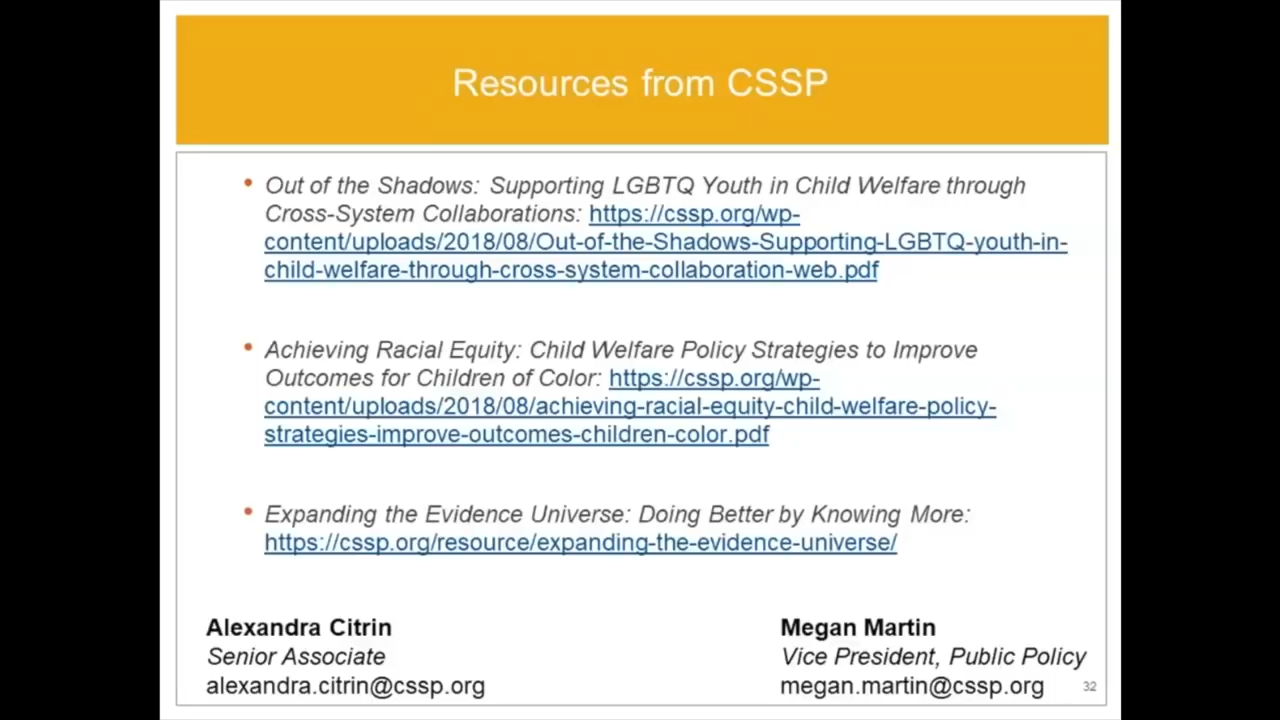 Resources from CSSP
• Out of the Shadows: Supporting LGBTQ Youth in Child Welfare through
Cross-System Collaborations: https://cssp.org/wp-
content/uploads/2018/08/Out-of-the-Shadows-Supporting-LGBTQ-youth-in-
child-welfare-through-cross-system-collaboration-web.pdf
• Achieving Racial Equity: Child Welfare Policy Strategies to Improve
Outcomes for Children of Color: https://cssp.org/wp-
content/uploads/2018/08/achieving-racial-equity-child-welfare-policy-
strategies-improve-outcomes-children-color.pdf
• Expanding the Evidence Universe: Doing Better by Knowing More:
https://cssp.org/resource/expanding-the-evidence-universe/
Alexandra Citrin
Senior Associate
alexandra.citrin@cssp.org
Megan Martin
Vice President, Public Policy
megan.martin@cssp.org
32